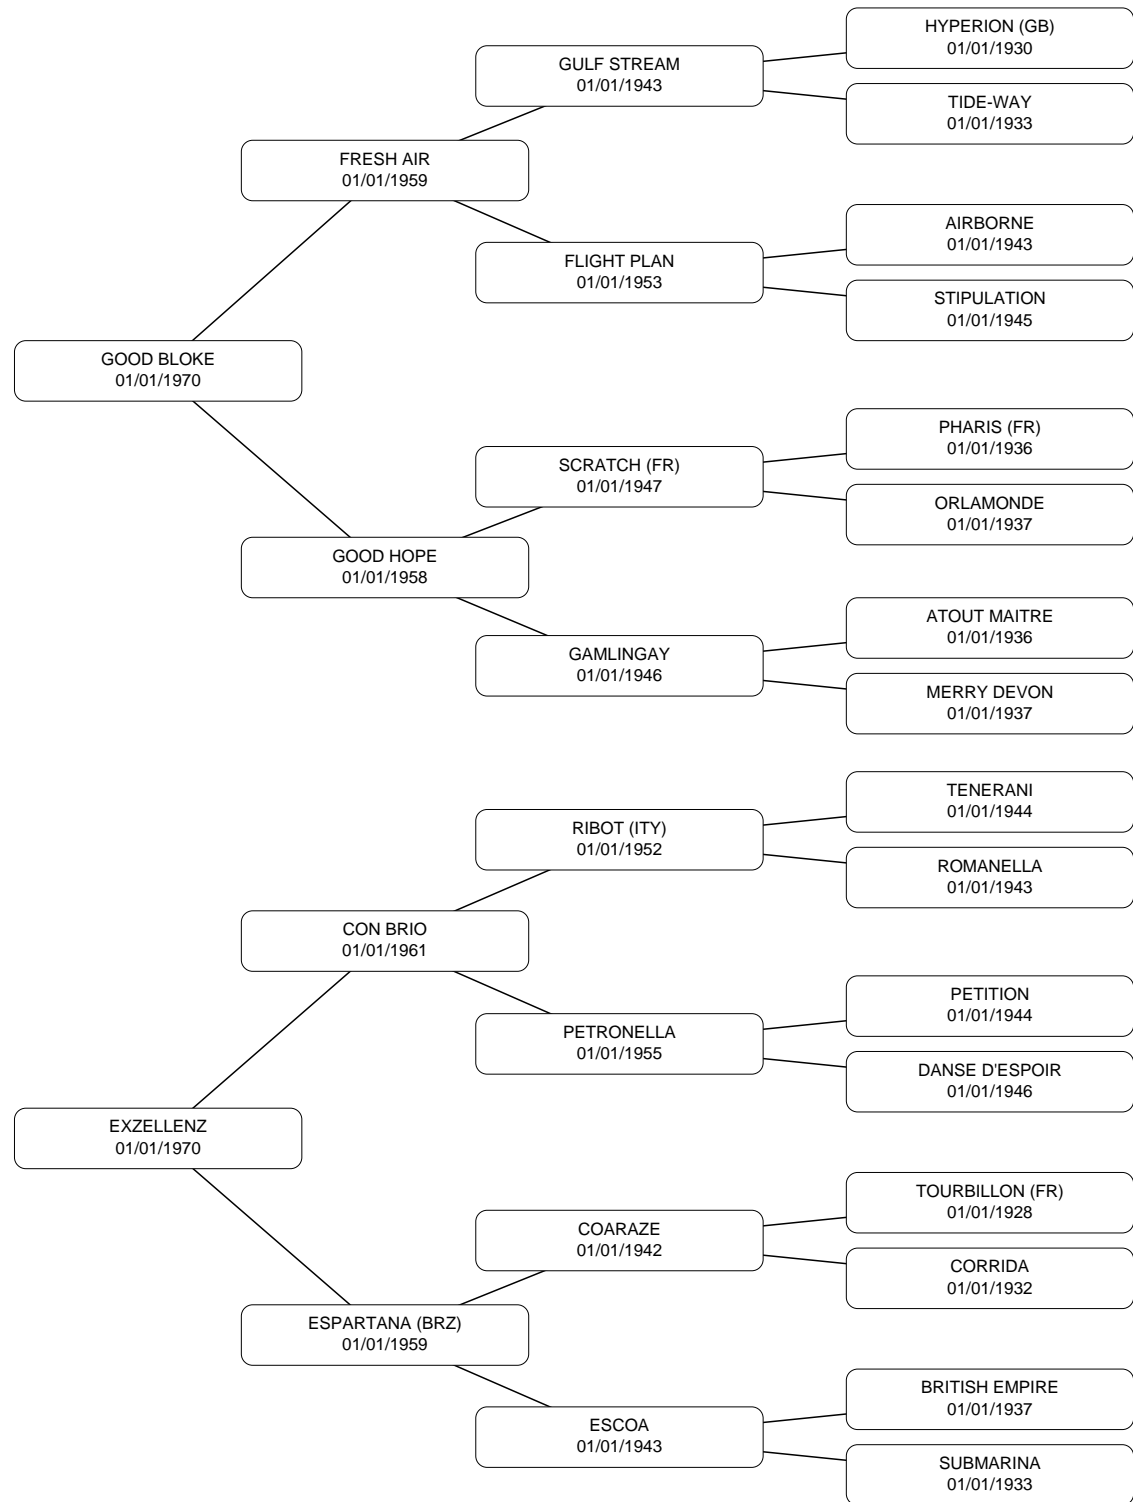 HYPERION (GB)
01/01/1930
GULF STREAM
01/01/1943
TIDE-WAY
01/01/1933
FRESH AIR
01/01/1959
AIRBORNE
01/01/1943
FLIGHT PLAN
01/01/1953
STIPULATION
01/01/1945
GOOD BLOKE
01/01/1970
PHARIS (FR)
01/01/1936
SCRATCH (FR)
01/01/1947
ORLAMONDE
01/01/1937
GOOD HOPE
01/01/1958
ATOUT MAITRE
01/01/1936
GAMLINGAY
01/01/1946
MERRY DEVON
01/01/1937
TENERANI
01/01/1944
RIBOT (ITY)
01/01/1952
ROMANELLA
01/01/1943
CON BRIO
01/01/1961
PETITION
01/01/1944
PETRONELLA
01/01/1955
DANSE D'ESPOIR
01/01/1946
EXZELLENZ
01/01/1970
TOURBILLON (FR)
01/01/1928
COARAZE
01/01/1942
CORRIDA
01/01/1932
ESPARTANA (BRZ)
01/01/1959
BRITISH EMPIRE
01/01/1937
ESCOA
01/01/1943
SUBMARINA
01/01/1933